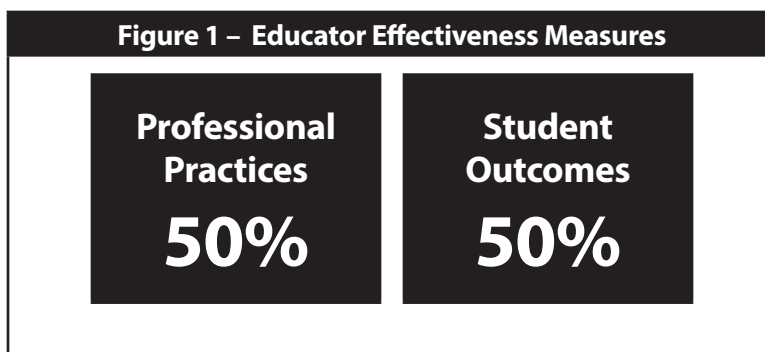 Figure 1 – Educator Effectiveness Measures
Professional
Practices
50%
Student
Outcomes
50%